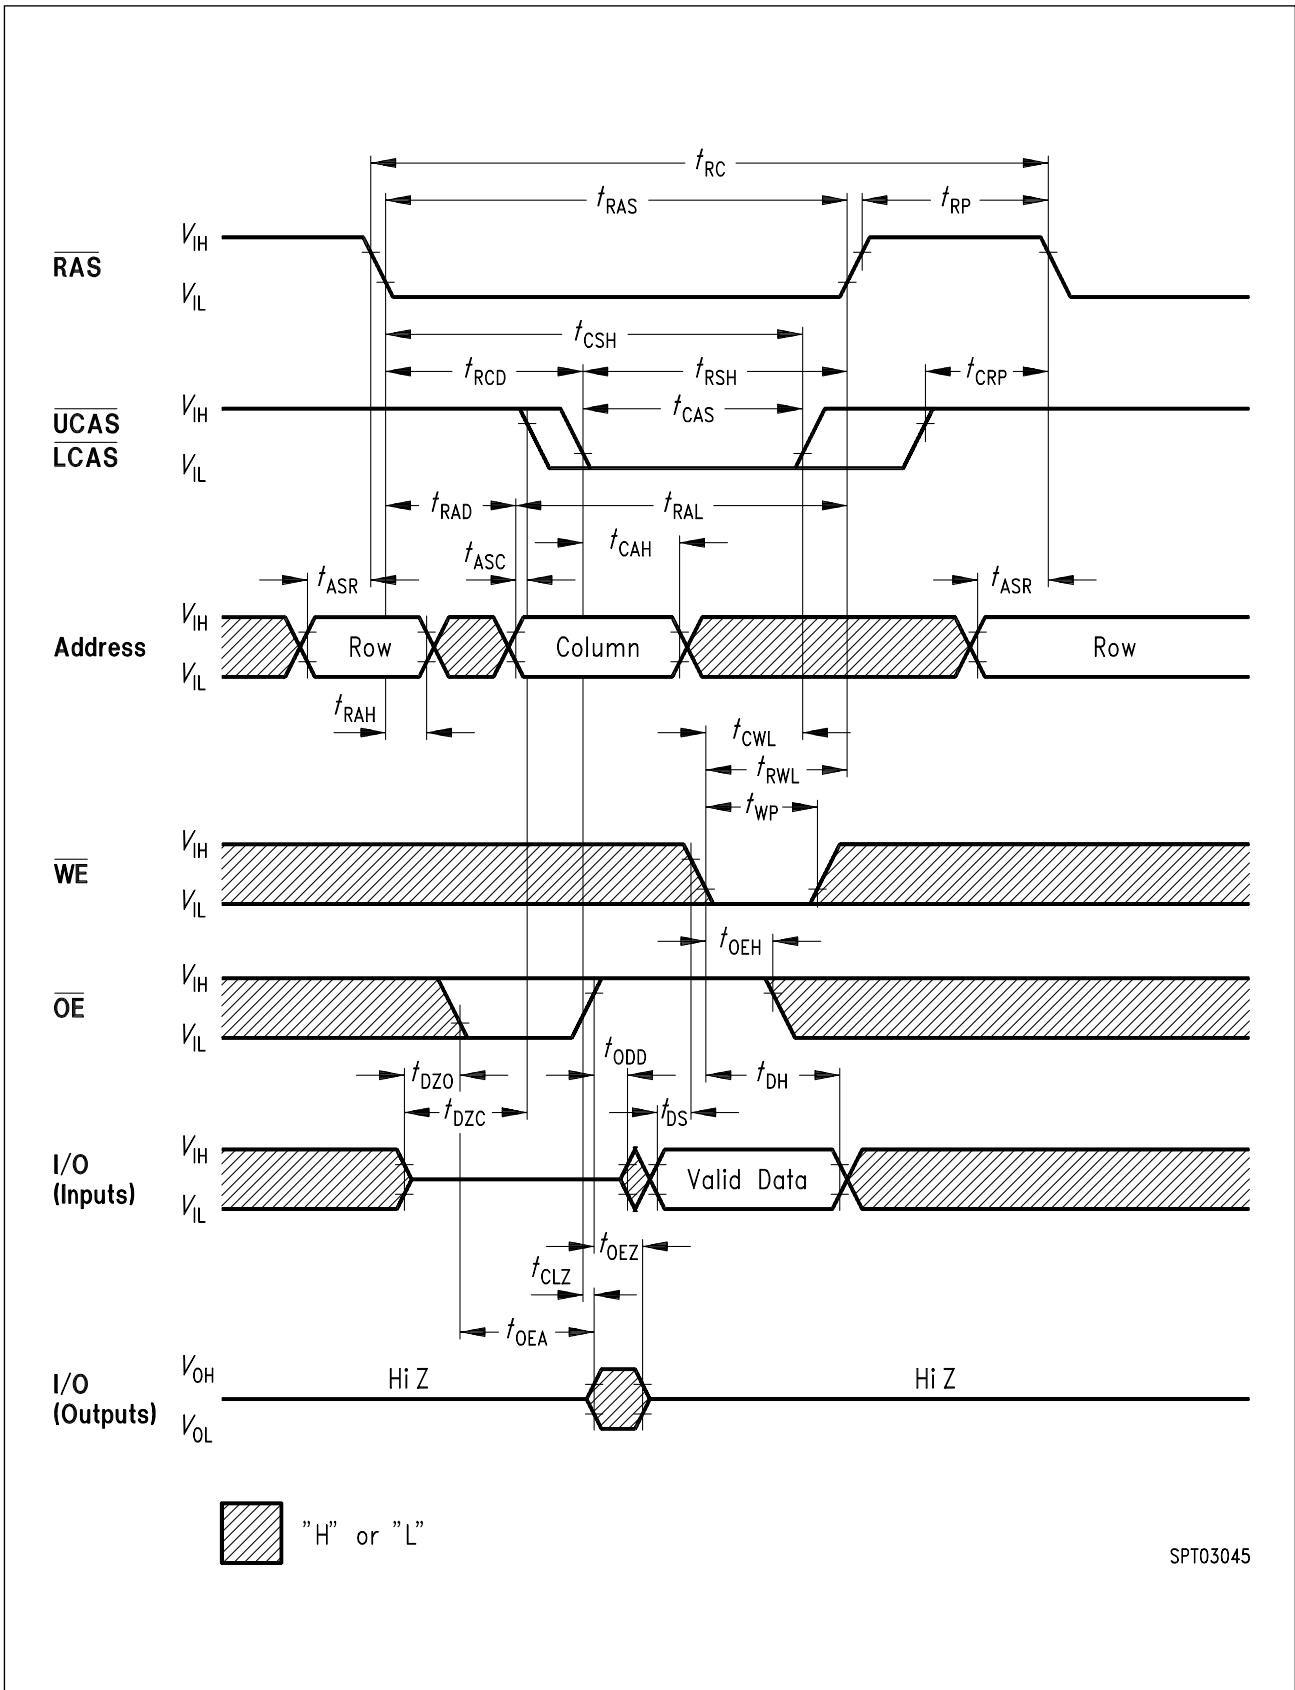 tRC
tRAS
tRP
RAS
VIH
VIL
tCSH
tRCD
tRSH
tCRP
UCAS
LCAS
VIH
tCAS
VIL
tRAD
tRAL
tASC
tCAH
tASR
tASR
Address
VIH
VIL
Row
Column
Row
tRAH
tCWL
tRWL
tWP
WE
VIH
VIL
tOEH
OE
VIH
VIL
tODD
tDZO
tDH
tDZC
tDS
I/O
(Inputs)
VIH
VIL
Valid Data
tOEZ
tCLZ
tOEA
I/O
(Outputs)
VOH
VOL
Hi Z
Hi Z
"H" or "L"
SPT03045